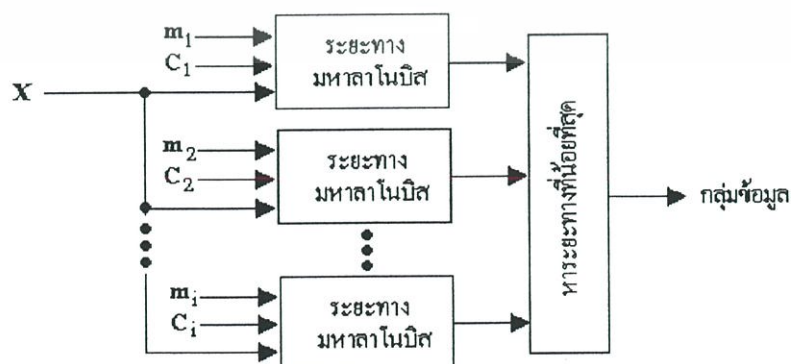 m1
C1
X
ระยะทาง
มหาลาโนบิส
m2
C2
ระยะทาง
มหาลาโนบิส
mi
Ci
ระยะทาง
มหาลาโนบิส
หาระยะทางที่น้อยที่สุด
กลุ่มข้อมูล